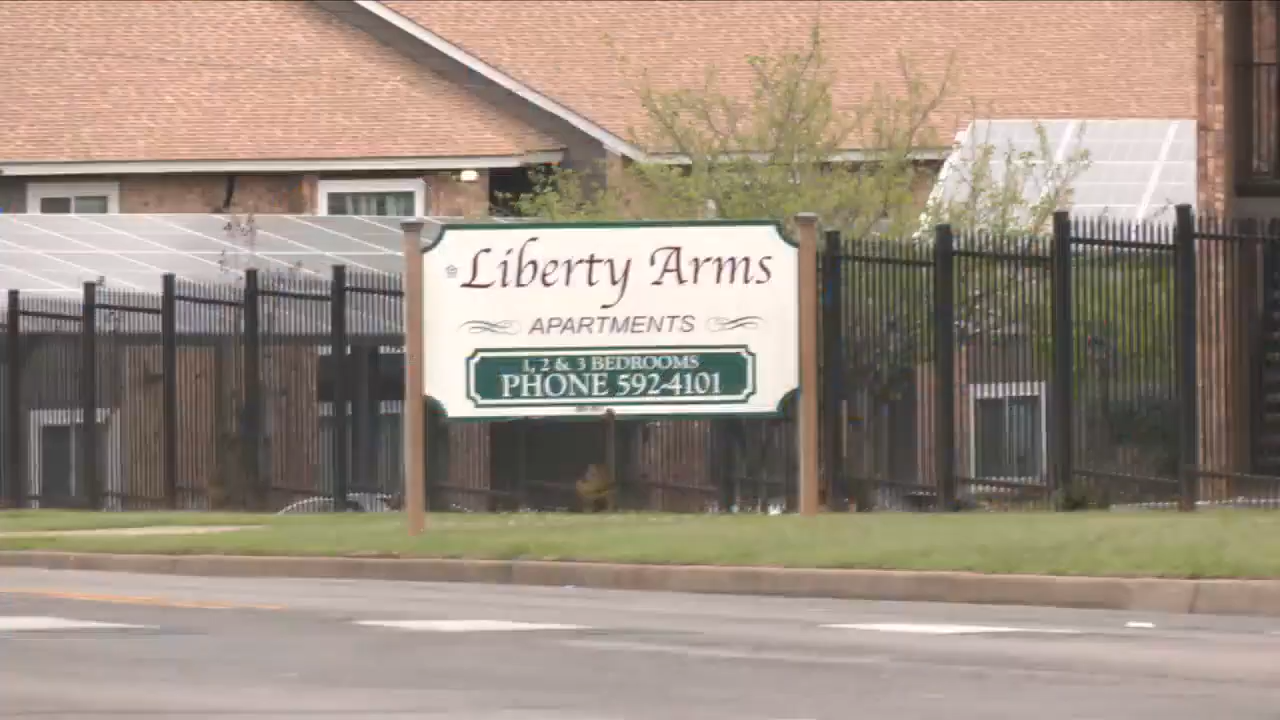 Liberty Arms
APARTMENTS
1, 2 & 3 BEDROOMS
PHONE 592-4101